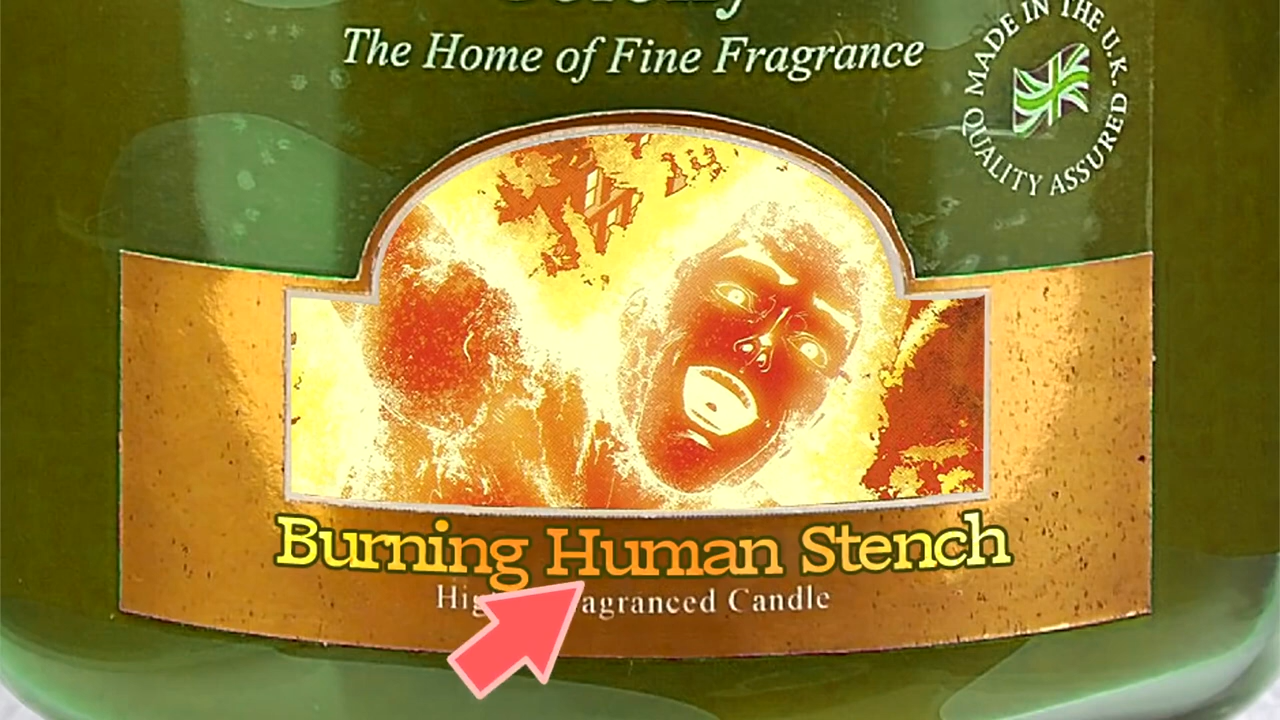 The Home of Fine Fragrance
MADE IN THE U.K.
QUALITY ASSURED
Burning Human Stench
Candle